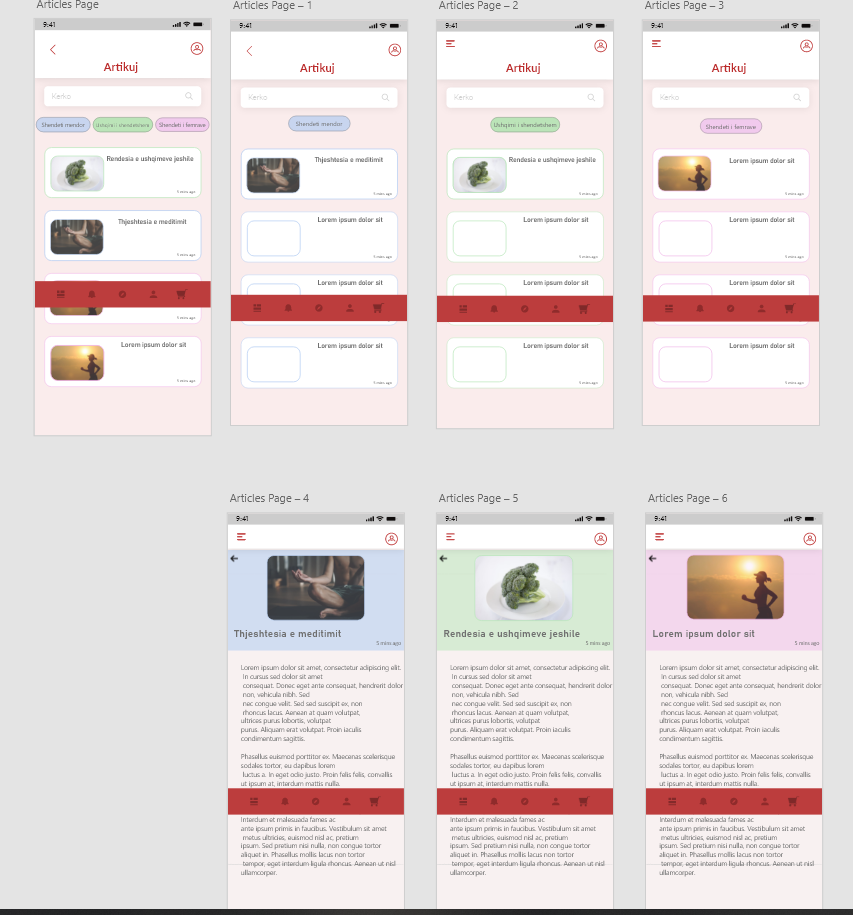 Articles Page
9:41
Artikuj
Kerko
Shendeti mendor
Ushqimi i shendetshem
Shendeti i femrave
Rendesia e ushqimeve jeshile
5 mins ago
Thjeshtesia e meditimit
5 mins ago
5 mins ago
Lorem ipsum dolor sit
5 mins ago
Articles Page – 1
9:41
Artikuj
Kerko
Shendeti mendor
Thjeshtesia e meditimit
5 mins ago
Lorem ipsum dolor sit
5 mins ago
Lorem ipsum dolor sit
Lorem ipsum dolor sit
5 mins ago
Articles Page – 2
9:41
Artikuj
Kerko
Ushqimi i shendetshem
Rendesia e ushqimeve jeshile
5 mins ago
Lorem ipsum dolor sit
5 mins ago
Lorem ipsum dolor sit
Lorem ipsum dolor sit
5 mins ago
Articles Page – 3
9:41
Artikuj
Kerko
Shendeti i femrave
Lorem ipsum dolor sit
5 mins ago
Lorem ipsum dolor sit
5 mins ago
Lorem ipsum dolor sit
Lorem ipsum dolor sit
5 mins ago
Articles Page – 4
9:41
Thjeshtesia e meditimit
5 mins ago
Lorem ipsum dolor sit amet, consectetur adipiscing elit.
In cursus sed dolor sit amet
consequat. Donec eget ante consequat, hendrerit dolor
non, vehicula nibh. Sed
nec congue velit. Sed sed suscipit ex, non
rhoncus lacus. Aenean at quam volutpat,
ultrices purus lobortis, volutpat
purus. Aliquam erat volutpat. Proin iaculis
condimentum sagittis.
Phasellus euismod porttitor ex. Maecenas scelerisque
sodales tortor, eu dapibus lorem
luctus a. In eget odio justo. Proin felis felis, convallis
ut ipsum at, interdum mattis nulla.
Interdum et malesuada fames ac
ante ipsum primis in faucibus. Vestibulum sit amet
metus ultricies, euismod nisl ac, pretium
ipsum. Sed pretium nisi nulla, non congue tortor
aliquet in. Phasellus lacus non tortor
tempor, eget interdum ligula rhoncus. Aenean ut nisl
ullamcorper.
Articles Page – 5
9:41
Rendesia e ushqimeve jeshile
5 mins ago
Lorem ipsum dolor sit amet, consectetur adipiscing elit.
In cursus sed dolor sit amet
consequat. Donec eget ante consequat, hendrerit dolor
non, vehicula nibh. Sed
nec congue velit. Sed sed suscipit ex, non
rhoncus lacus. Aenean at quam volutpat,
ultrices purus lobortis, volutpat
purus. Aliquam erat volutpat. Proin iaculis
condimentum sagittis.
Phasellus euismod porttitor ex. Maecenas scelerisque
sodales tortor, eu dapibus lorem
luctus a. In eget odio justo. Proin felis felis, convallis
ut ipsum at, interdum mattis nulla.
Interdum et malesuada fames ac
ante ipsum primis in faucibus. Vestibulum sit amet
metus ultricies, euismod nisl ac, pretium
ipsum. Sed pretium nisi nulla, non congue tortor
aliquet in. Phasellus lacus non tortor
tempor, eget interdum ligula rhoncus. Aenean ut nisl
ullamcorper.
Articles Page – 6
9:41
Lorem ipsum dolor sit
5 mins ago
Lorem ipsum dolor sit amet, consectetur adipiscing elit.
In cursus sed dolor sit amet
consequat. Donec eget ante consequat, hendrerit dolor
non, vehicula nibh. Sed
nec congue velit. Sed sed suscipit ex, non
rhoncus lacus. Aenean at quam volutpat,
ultrices purus lobortis, volutpat
purus. Aliquam erat volutpat. Proin iaculis
condimentum sagittis.
Phasellus euismod porttitor ex. Maecenas scelerisque
sodales tortor, eu dapibus lorem
luctus a. In eget odio justo. Proin felis felis, convallis
ut ipsum at, interdum mattis nulla.
Interdum et malesuada fames ac
ante ipsum primis in faucibus. Vestibulum sit amet
metus ultricies, euismod nisl ac, pretium
ipsum. Sed pretium nisi nulla, non congue tortor
aliquet in. Phasellus lacus non tortor
tempor, eget interdum ligula rhoncus. Aenean ut nisl
ullamcorper.